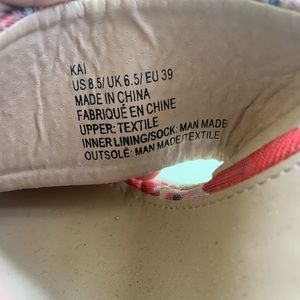 KAI
US 8.5/ UK 6.5/ EU 39
MADE IN CHINA
FABRIQUÉ EN CHINE
UPPER: TEXTILE
INNER LINING/SOCK: MAN MADE
OUTSOLE: MAN MADE/TEXTILE